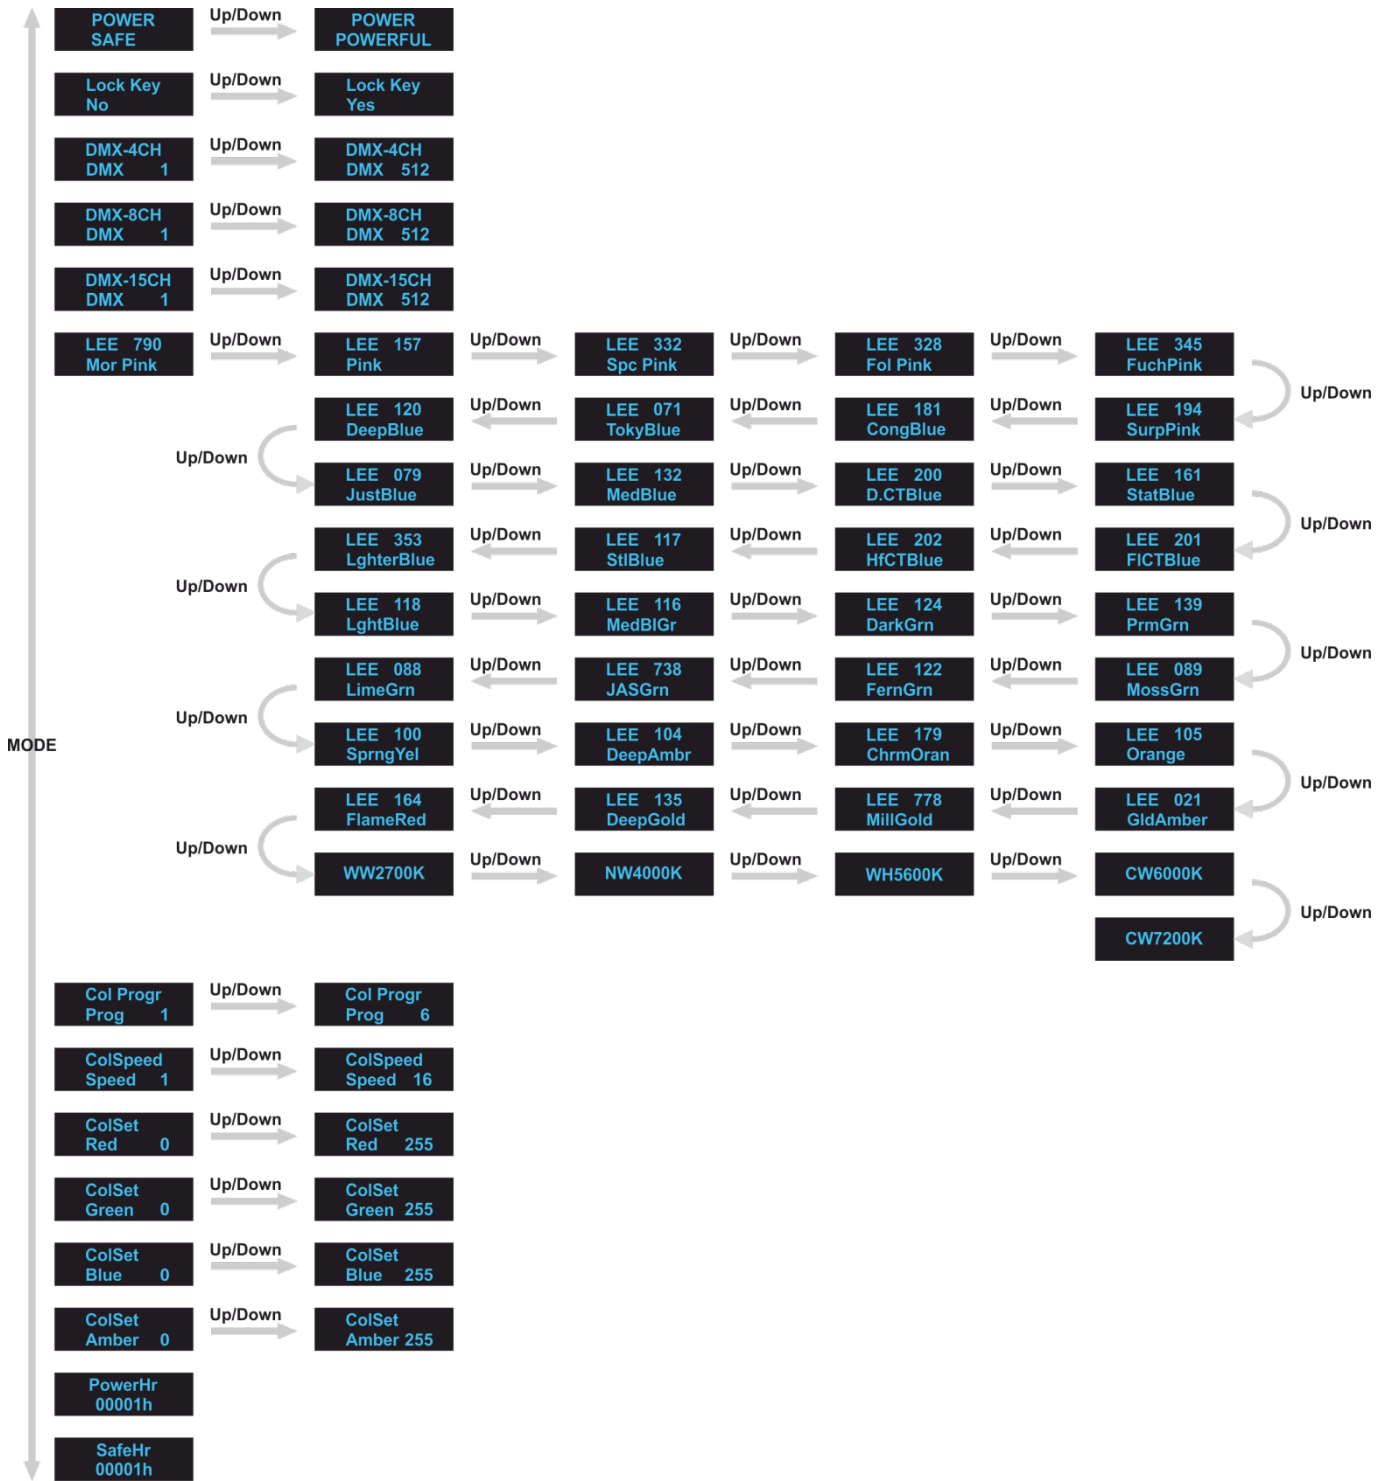 POWER
SAFE
Up/Down
POWER
POWERFUL
Lock Key
No
Up/Down
Lock Key
Yes
DMX-4CH
DMX 1
Up/Down
DMX-4CH
DMX 512
DMX-8CH
DMX 1
Up/Down
DMX-8CH
DMX 512
DMX-15CH
DMX 1
Up/Down
DMX-15CH
DMX 512
LEE 790
Mor Pink
Up/Down
LEE 157
Pink
Up/Down
LEE 332
Spc Pink
Up/Down
LEE 328
Fol Pink
Up/Down
LEE 345
FuchPink
Up/Down
LEE 120
DeepBlue
Up/Down
LEE 071
TokyBlue
Up/Down
LEE 181
CongBlue
Up/Down
LEE 194
SurpPink
Up/Down
LEE 079
JustBlue
Up/Down
LEE 132
MedBlue
Up/Down
LEE 200
D.CTBlue
Up/Down
LEE 161
StatBlue
Up/Down
LEE 353
LghterBlue
Up/Down
LEE 117
StlBlue
Up/Down
LEE 202
HfCTBlue
Up/Down
LEE 201
FlCTBlue
Up/Down
LEE 118
LghtBlue
Up/Down
LEE 116
MedBlGr
Up/Down
LEE 124
DarkGrn
Up/Down
LEE 139
PrmGrn
Up/Down
LEE 088
LimeGrn
Up/Down
LEE 738
JASGrn
Up/Down
LEE 122
FernGrn
Up/Down
LEE 089
MossGrn
Up/Down
MODE
LEE 100
SprngYel
Up/Down
LEE 104
DeepAmbr
Up/Down
LEE 179
ChrmOran
Up/Down
LEE 105
Orange
Up/Down
LEE 164
FlameRed
Up/Down
LEE 135
DeepGold
Up/Down
LEE 778
MillGold
Up/Down
LEE 021
GldAmber
Up/Down
WW2700K
Up/Down
NW4000K
Up/Down
WH5600K
Up/Down
CW6000K
Up/Down
CW7200K
Col Progr
Prog 1
Up/Down
Col Progr
Prog 6
ColSpeed
Speed 1
Up/Down
ColSpeed
Speed 16
ColSet
Red 0
Up/Down
ColSet
Red 255
ColSet
Green 0
Up/Down
ColSet
Green 255
ColSet
Blue 0
Up/Down
ColSet
Blue 255
ColSet
Amber 0
Up/Down
ColSet
Amber 255
PowerHr
00001h
SafeHr
00001h